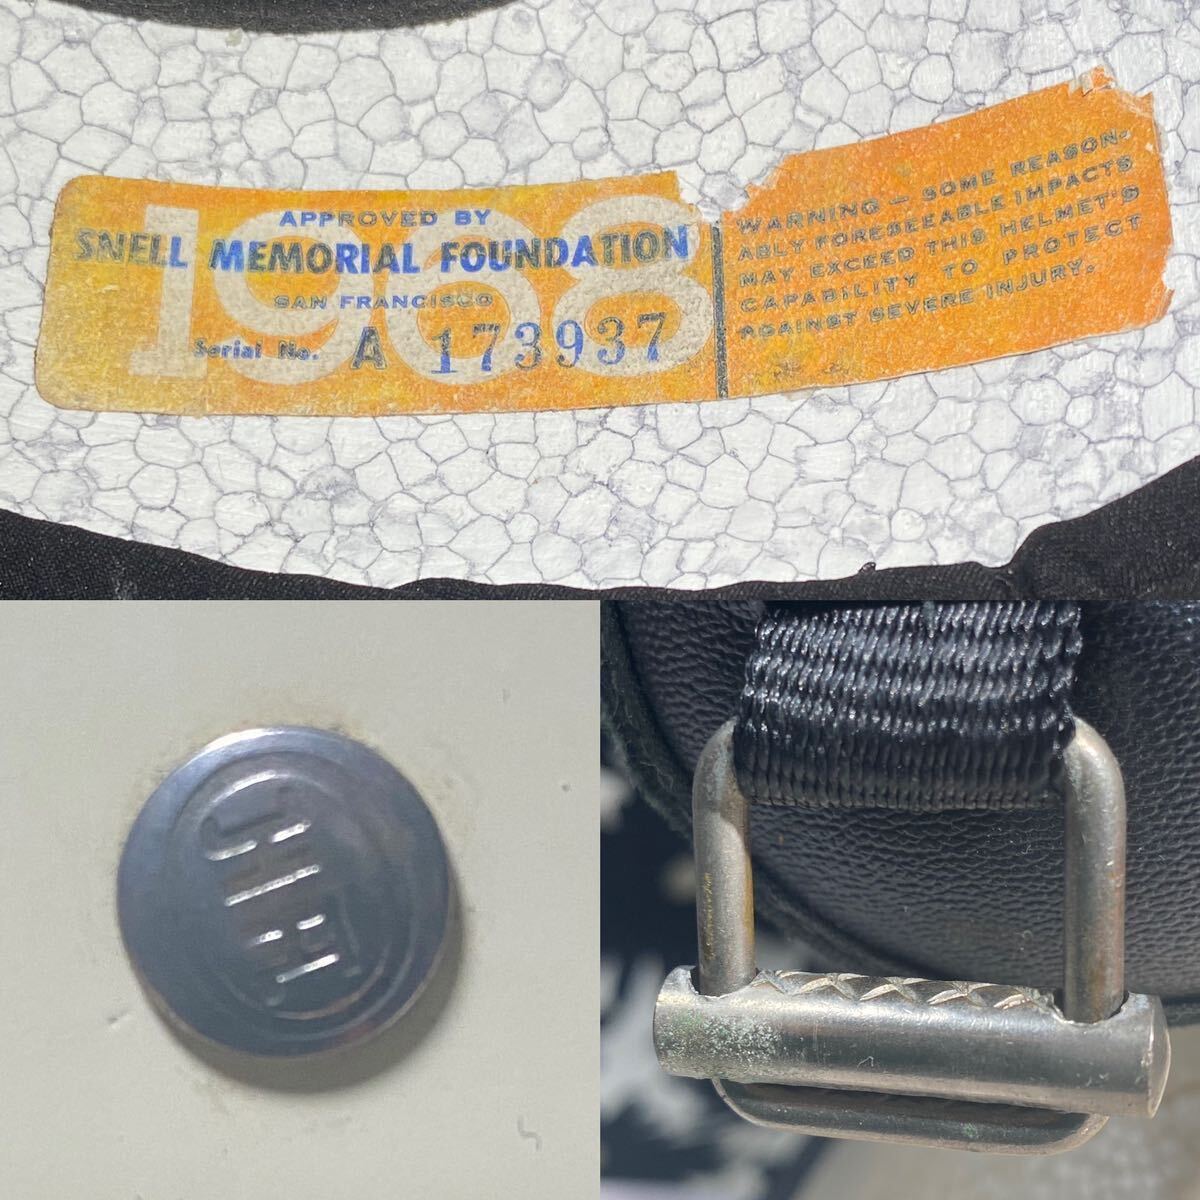 1968
APPROVED BY
SNELL MEMORIAL FOUNDATION
SAN FRANCISCO
Serial No. A 173937
WARNING — SOME REASON-
ABLY FORESEEABLE IMPACTS
MAY EXCEED THIS HELMET'S
CAPABILITY TO PROTECT
AGAINST SEVERE INJURY.